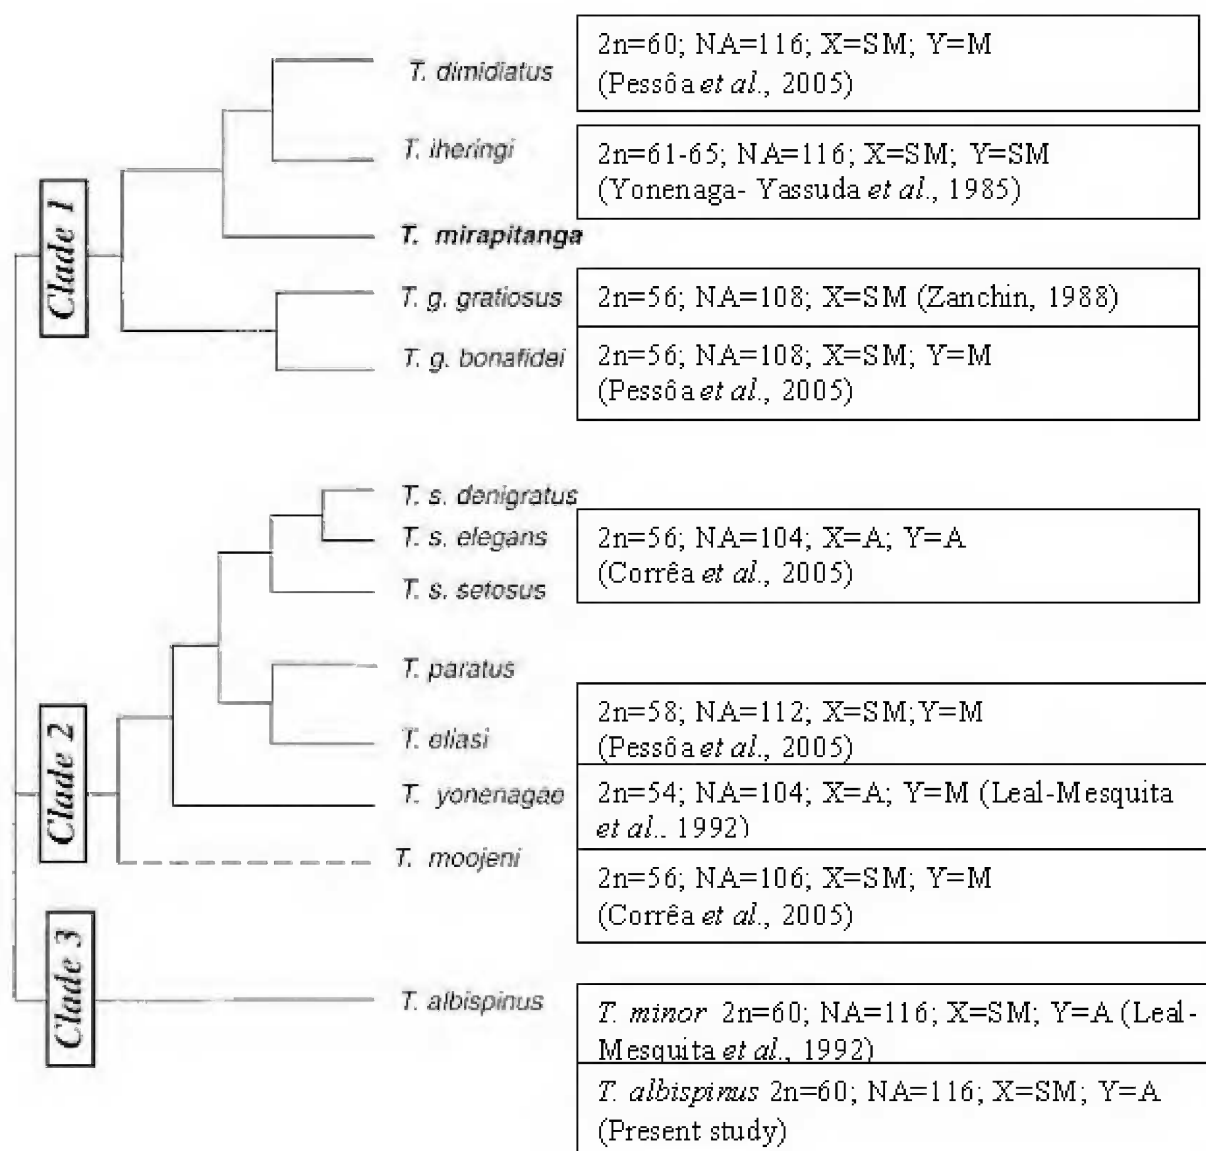 T. dimidiatus
2n=60; NA=116; X=SM; Y=M
(Pessôa et al., 2005)
T. iheringi
2n=61-65; NA=116; X=SM; Y=SM
(Yonenaga- Yassuda et al., 1985)
Clade 1
T. mirapitanga
T. g. gratiosus
2n=56; NA=108; X=SM (Zanchin, 1988)
T. g. bonafidei
2n=56; NA=108; X=SM; Y=M
(Pessôa et al., 2005)
T. s. denigratus
T. s. elegans
2n=56; NA=104; X=A; Y=A
(Corrêa et al., 2005)
T. s. setosus
T. paratus
2n=58; NA=112; X=SM;Y=M
(Pessôa et al., 2005)
T. eliasi
Clade 2
T. yonenagae
2n=54; NA=104; X=A; Y=M (Leal-Mesquita
et al., 1992)
T. moojeni
2n=56; NA=106; X=SM; Y=M
(Corrêa et al., 2005)
Clade 3
T. albispinus
T. minor 2n=60; NA=116; X=SM; Y=A (Leal-
Mesquita et al., 1992)
T. albispinus 2n=60; NA=116; X=SM; Y=A
(Present study)